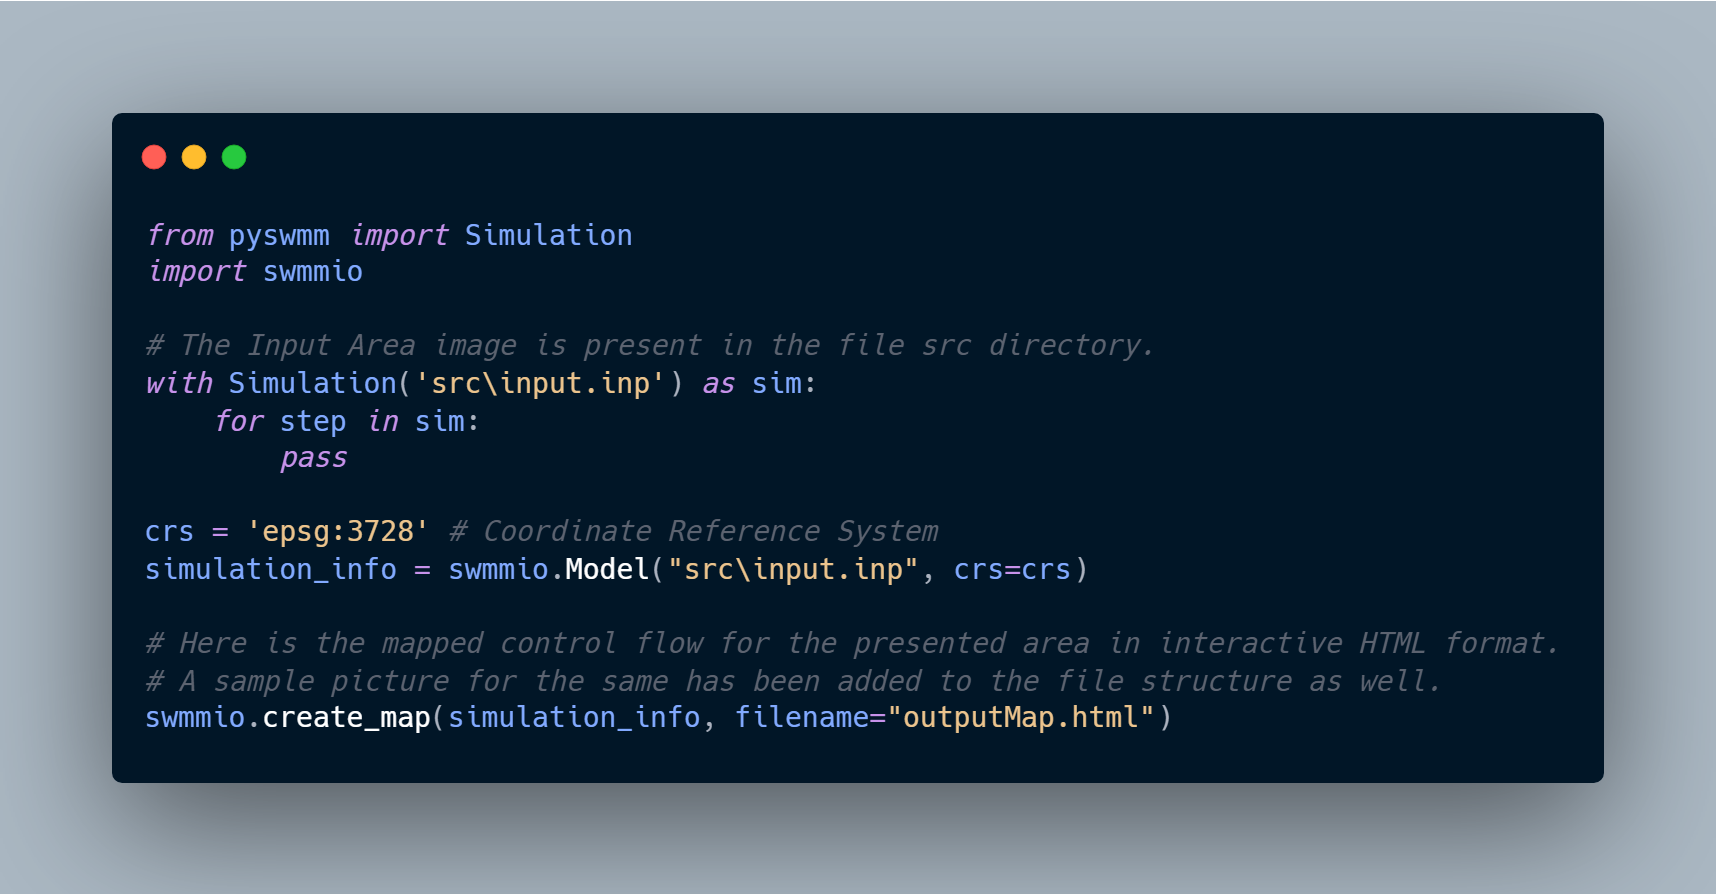 from pyswmm import Simulation
import swmmio
# The Input Area image is present in the file src directory.
with Simulation('src\input.inp') as sim:
    for step in sim:
        pass
crs = 'epsg:3728' # Coordinate Reference System
simulation_info = swmmio.Model("src\input.inp", crs=crs)
# Here is the mapped control flow for the presented area in interactive HTML format.
# A sample picture for the same has been added to the file structure as well.
swmmio.create_map(simulation_info, filename="outputMap.html")